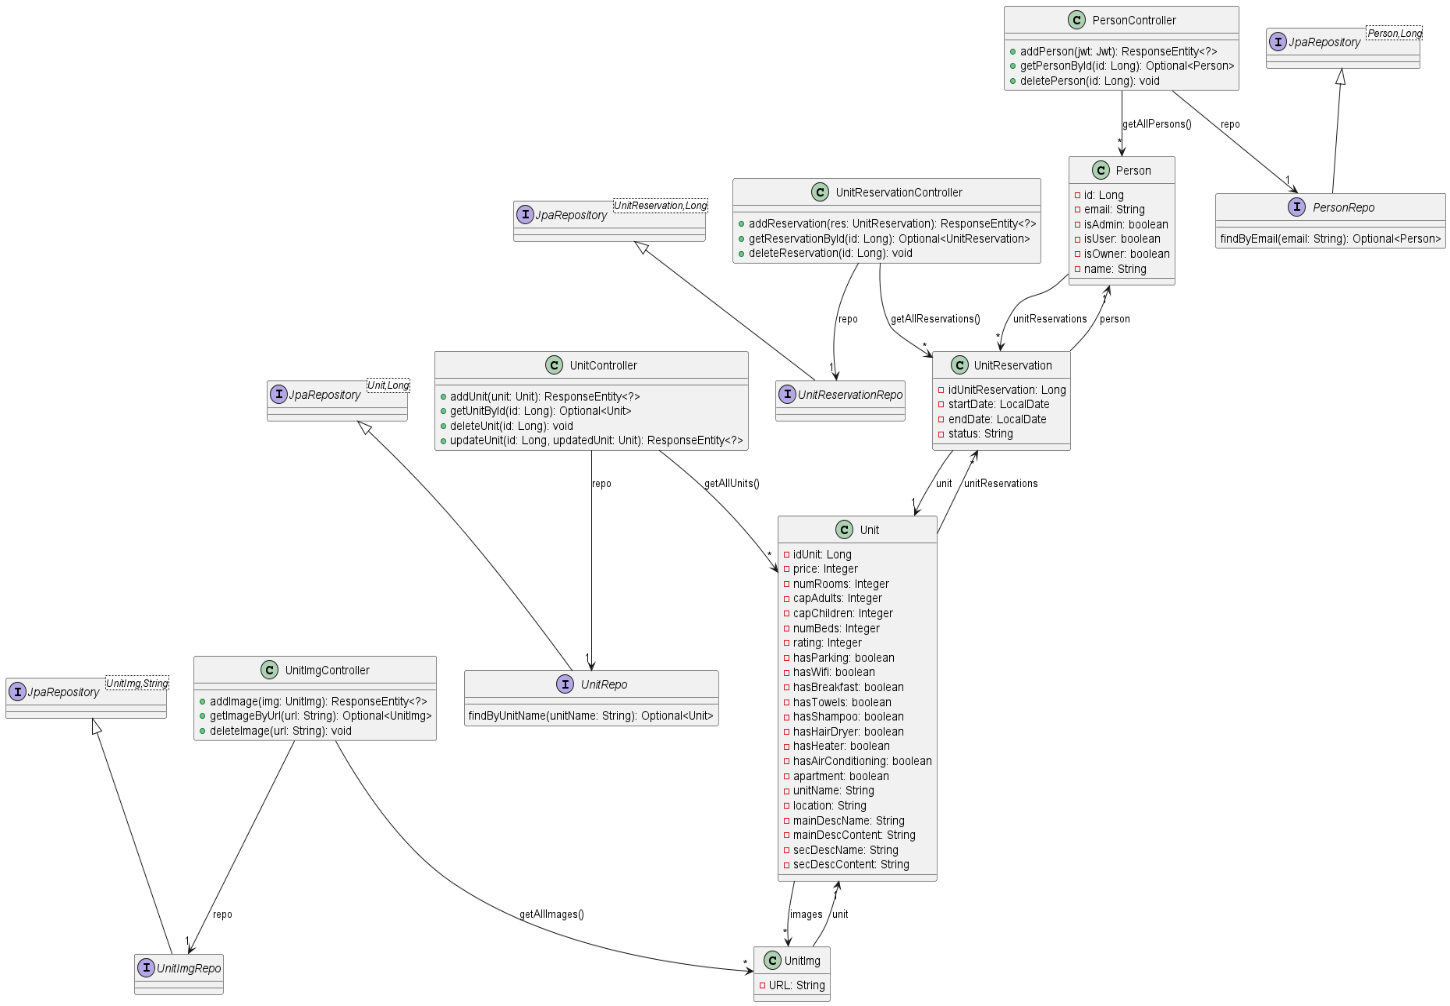 C PersonController
+ addPerson(jwt: Jwt): ResponseEntity<?>
getPersonById(id: Long): Optional<Person>
deletePerson(id: Long): void
I JpaRepository
Person,Long
getAllPersons()
*
repo
1
C Person
id: Long
email: String
isAdmin: boolean
isUser: boolean
isOwner: boolean
name: String
I PersonRepo
findByEmail(email: String): Optional<Person>
C UnitReservationController
addReservation(res: UnitReservation): ResponseEntity<?>
getReservationById(id: Long): Optional<UnitReservation>
deleteReservation(id: Long): void
I JpaRepository
UnitReservation,Long
repo
1
getAllReservations()
*
unitReservations
*
person
1
C UnitReservation
idUnitReservation: Long
startDate: LocalDate
endDate: LocalDate
status: String
I UnitReservationRepo
C UnitController
addUnit(unit: Unit): ResponseEntity<?>
getUnitById(id: Long): Optional<Unit>
deleteUnit(id: Long): void
updateUnit(id: Long, updatedUnit: Unit): ResponseEntity<?>
I JpaRepository
Unit,Long
repo
1
getAllUnits()
*
unit
1
unitReservations
*
C Unit
idUnit: Long
price: Integer
numRooms: Integer
capAdults: Integer
capChildren: Integer
numBeds: Integer
rating: Integer
hasParking: boolean
hasWifi: boolean
hasBreakfast: boolean
hasTowels: boolean
hasShampoo: boolean
hasHairDryer: boolean
hasHeater: boolean
hasAirConditioning: boolean
apartment: boolean
unitName: String
location: String
mainDescName: String
mainDescContent: String
secDescName: String
secDescContent: String
I UnitRepo
findByUnitName(unitName: String): Optional<Unit>
C UnitImgController
addImage(img: UnitImg): ResponseEntity<?>
getImageByUrl(url: String): Optional<UnitImg>
deleteImage(url: String): void
I JpaRepository
UnitImg,String
repo
1
getAllImages()
*
images
*
unit
1
I UnitImgRepo
C UnitImg
URL: String